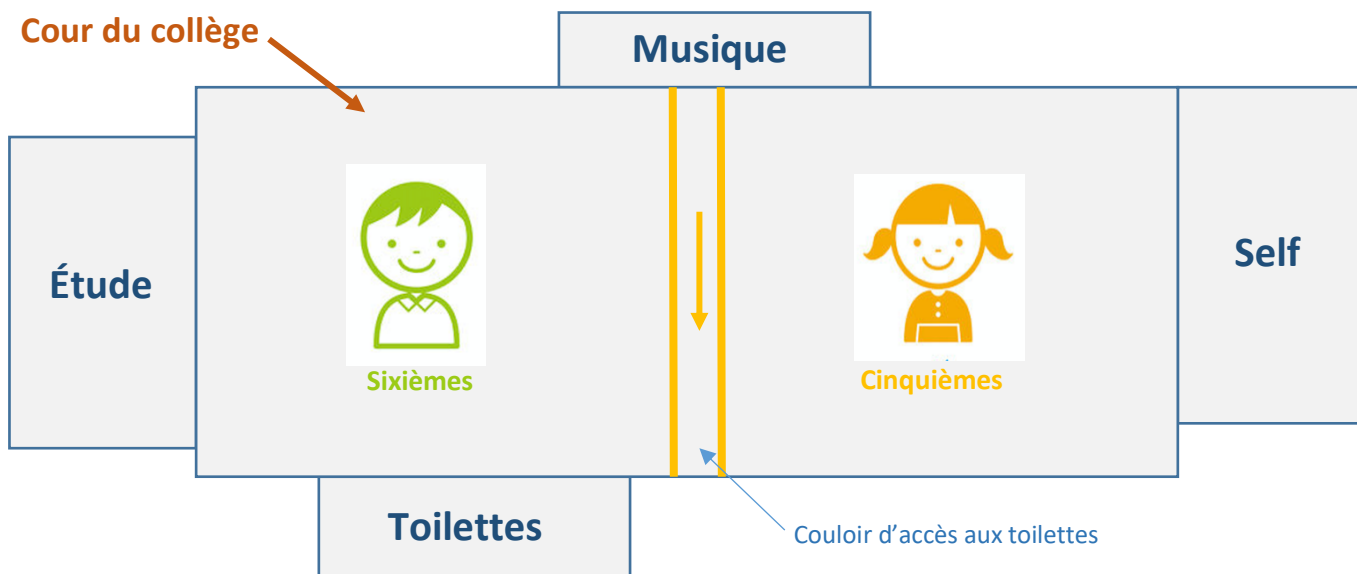 Cour du collège
Musique
Étude
Self
Sixièmes
Cinquièmes
Toilettes
Couloir d’accès aux toilettes